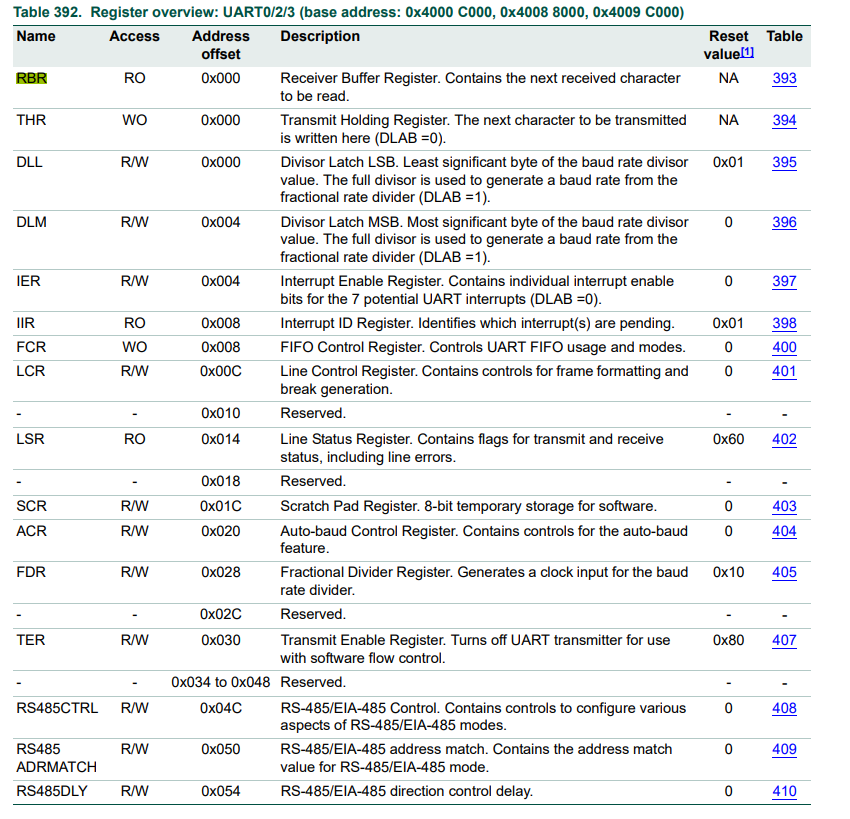 Table 392. Register overview: UART0/2/3 (base address: 0x4000 C000, 0x4008 8000, 0x4009 C000)
Name Access Address offset Description Reset value[1] Table
RBR RO 0x000 Receiver Buffer Register. Contains the next received character
to be read. NA 393
THR WO 0x000 Transmit Holding Register. The next character to be transmitted
is written here (DLAB =0). NA 394
DLL R/W 0x000 Divisor Latch LSB. Least significant byte of the baud rate divisor
value. The full divisor is used to generate a baud rate from the
fractional rate divider (DLAB =1). 0x01 395
DLM R/W 0x004 Divisor Latch MSB. Most significant byte of the baud rate divisor
value. The full divisor is used to generate a baud rate from the
fractional rate divider (DLAB =1). 0 396
IER R/W 0x004 Interrupt Enable Register. Contains individual interrupt enable
bits for the 7 potential UART interrupts (DLAB =0). 0 397
IIR RO 0x008 Interrupt ID Register. Identifies which interrupt(s) are pending. 0x01 398
FCR WO 0x008 FIFO Control Register. Controls UART FIFO usage and modes. 0 400
LCR R/W 0x00C Line Control Register. Contains controls for frame formatting and
break generation. 0 401
- - 0x010 Reserved. - -
LSR RO 0x014 Line Status Register. Contains flags for transmit and receive
status, including line errors. 0x60 402
- - 0x018 Reserved. - -
SCR R/W 0x01C Scratch Pad Register. 8-bit temporary storage for software. 0 403
ACR R/W 0x020 Auto-baud Control Register. Contains controls for the auto-baud
feature. 0 404
FDR R/W 0x028 Fractional Divider Register. Generates a clock input for the baud
rate divider. 0x10 405
- - 0x02C Reserved. - -
TER R/W 0x030 Transmit Enable Register. Turns off UART transmitter for use
with software flow control. 0x80 407
- - 0x034 to 0x048 Reserved. - -
RS485CTRL R/W 0x04C RS-485/EIA-485 Control. Contains controls to configure various
aspects of RS-485/EIA-485 modes. 0 408
RS485
ADRMATCH R/W 0x050 RS-485/EIA-485 address match. Contains the address match
value for RS-485/EIA-485 mode. 0 409
RS485DLY R/W 0x054 RS-485/EIA-485 direction control delay. 0 410